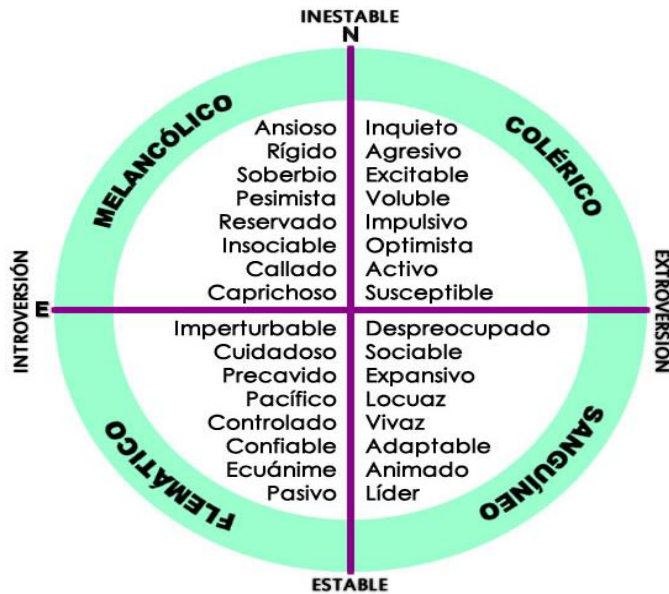 INESTABLE
N
MELANCÓLICO
COLÉRICO
Ansioso
Rígido
Soberbio
Pesimista
Reservado
Insociable
Callado
Caprichoso
Inquieto
Agresivo
Excitable
Voluble
Impulsivo
Optimista
Activo
Susceptible
INTROVERSIÓN
E
EXTROVERSIÓN
Imperturbable
Cuidadoso
Precavido
Pacífico
Controlado
Confiable
Ecuánime
Pasivo
Despreocupado
Sociable
Expansivo
Locuaz
Vivaz
Adaptable
Animado
Líder
FLEMÁTICO
SANGUÍNEO
ESTABLE